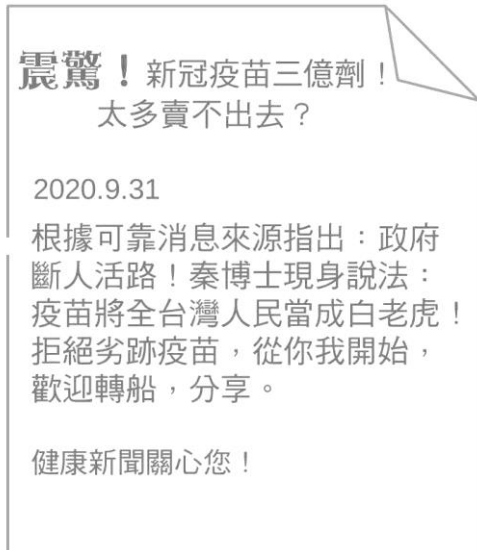 震驚！新冠疫苗三億劑！
太多賣不出去？
2020.9.31
根據可靠消息來源指出：政府
斷人活路！秦博士現身說法：
疫苗將全台灣人民當成白老虎！
拒絕劣跡疫苗，從你我開始，
歡迎轉船，分享。
健康新聞關心您！